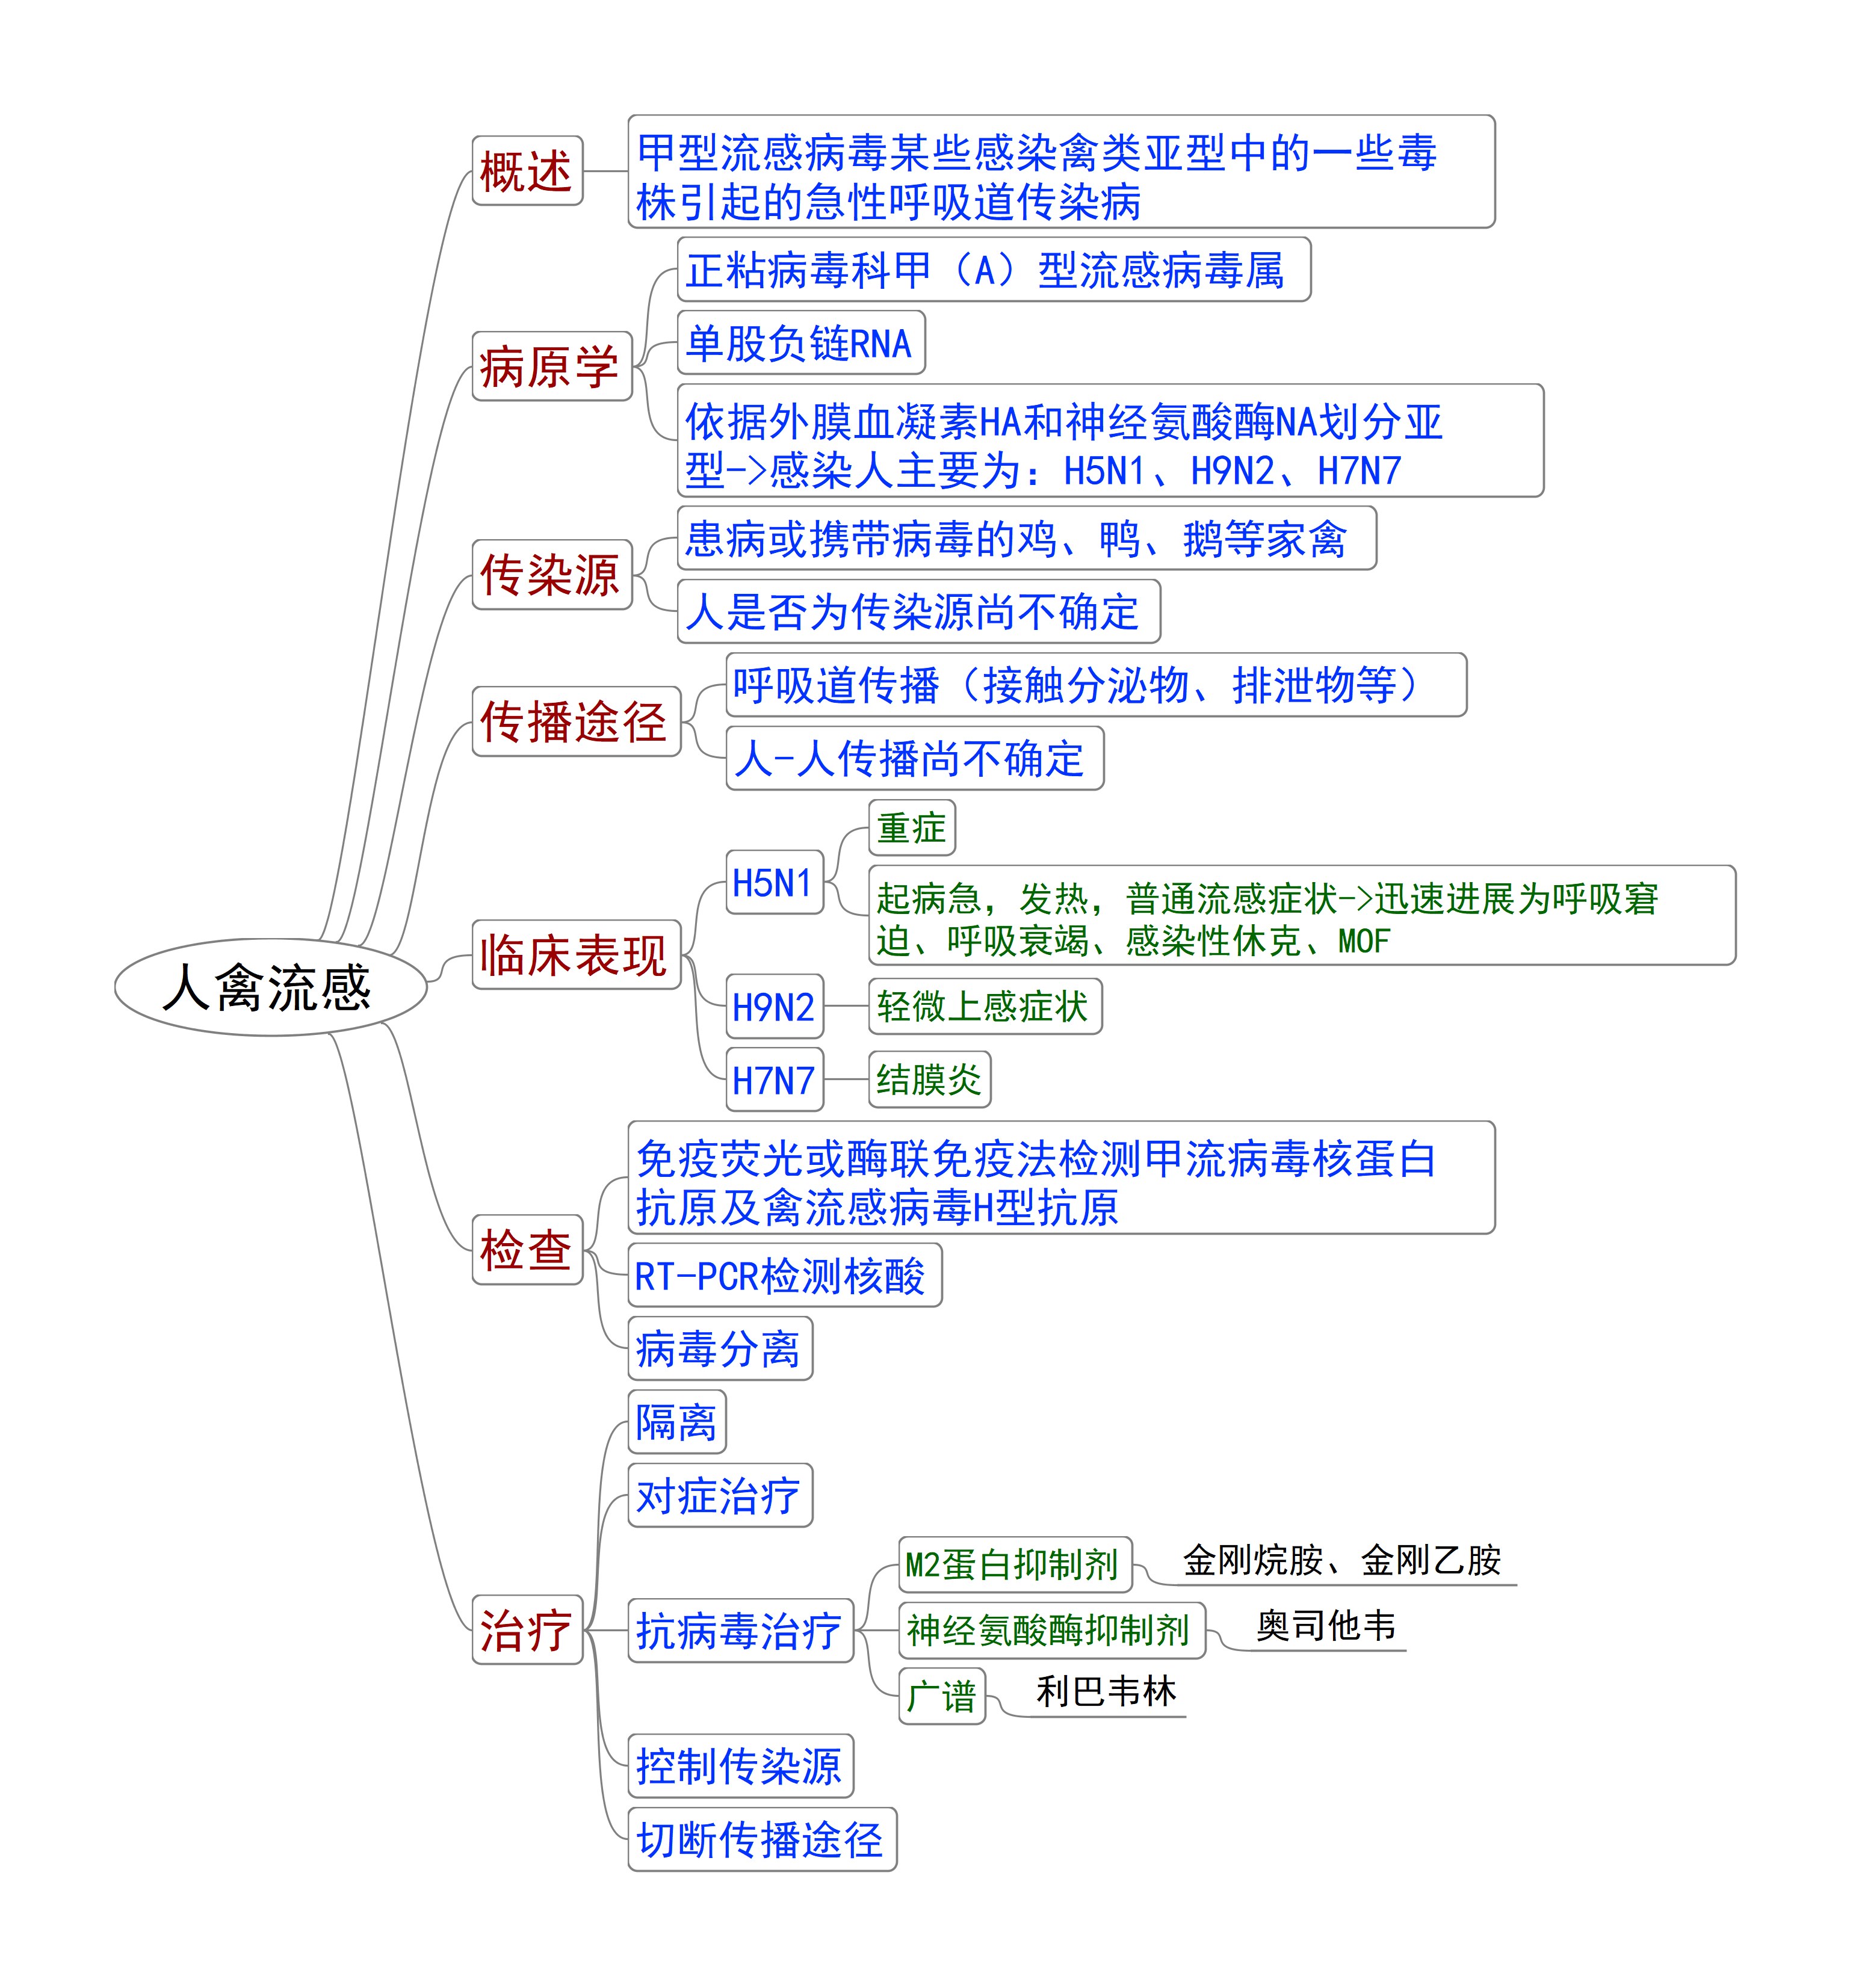 概述
甲型流感病毒某些感染禽类亚型中的一些毒
株引起的急性呼吸道传染病
病原学
正粘病毒科甲（A）型流感病毒属
单股负链RNA
依据外膜血凝素HA和神经氨酸酶NA划分亚
型->感染人主要为：H5N1、H9N2、H7N7
传染源
患病或携带病毒的鸡、鸭、鹅等家禽
人是否为传染源尚不确定
传播途径
呼吸道传播（接触分泌物、排泄物等）
人-人传播尚不确定
人禽流感
临床表现
H5N1
重症
起病急，发热，普通流感症状->迅速进展为呼吸窘
迫、呼吸衰竭、感染性休克、MOF
H9N2
轻微上感症状
H7N7
结膜炎
检查
免疫荧光或酶联免疫法检测甲流病毒核蛋白
抗原及禽流感病毒H型抗原
RT-PCR检测核酸
病毒分离
治疗
隔离
对症治疗
抗病毒治疗
M2蛋白抑制剂
金刚烷胺、金刚乙胺
神经氨酸酶抑制剂
奥司他韦
广谱
利巴韦林
控制传染源
切断传播途径